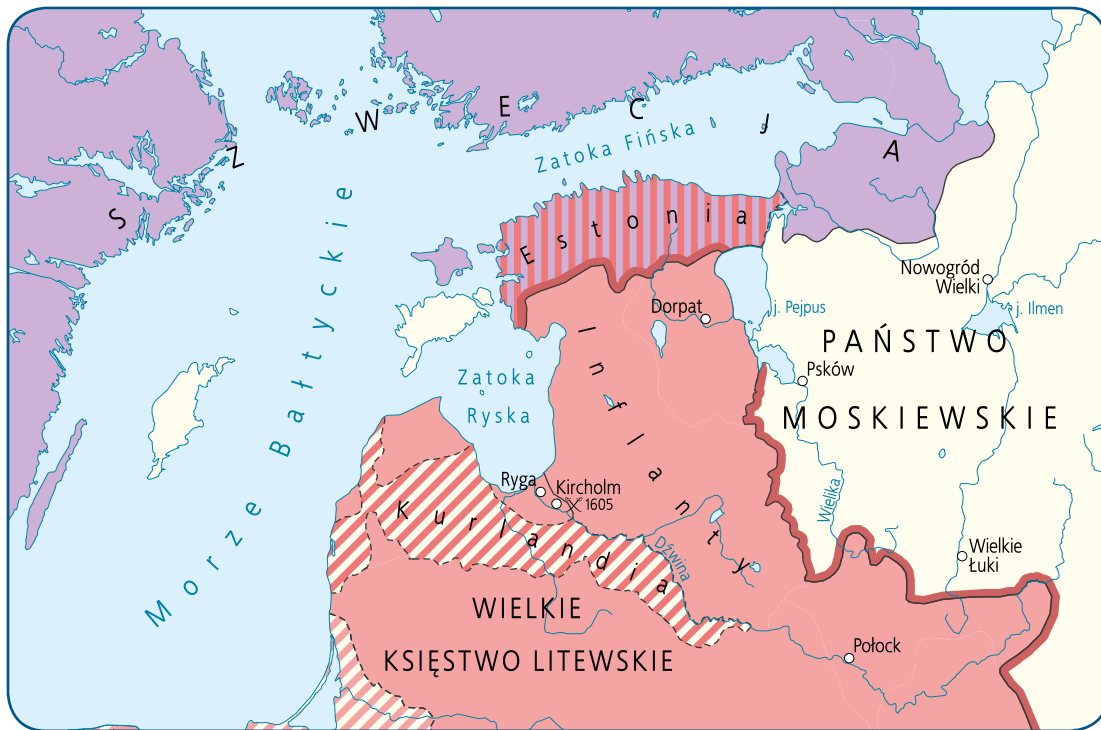 SZWECJA
Zatoka Fińska
Morze Bałtyckie
Estonia
Nowogród
Wielki
j. Ilmen
Dorpat
j. Pejpus
PAŃSTWO
MOSKIEWSKIE
Psków
Zatoka
Ryska
Inflanty
Ryga
Kircholm
1605
Kurlandia
Wielika
Dźwina
Wielkie
Łuki
WIELKIE
KSIĘSTWO LITEWSKIE
Połock